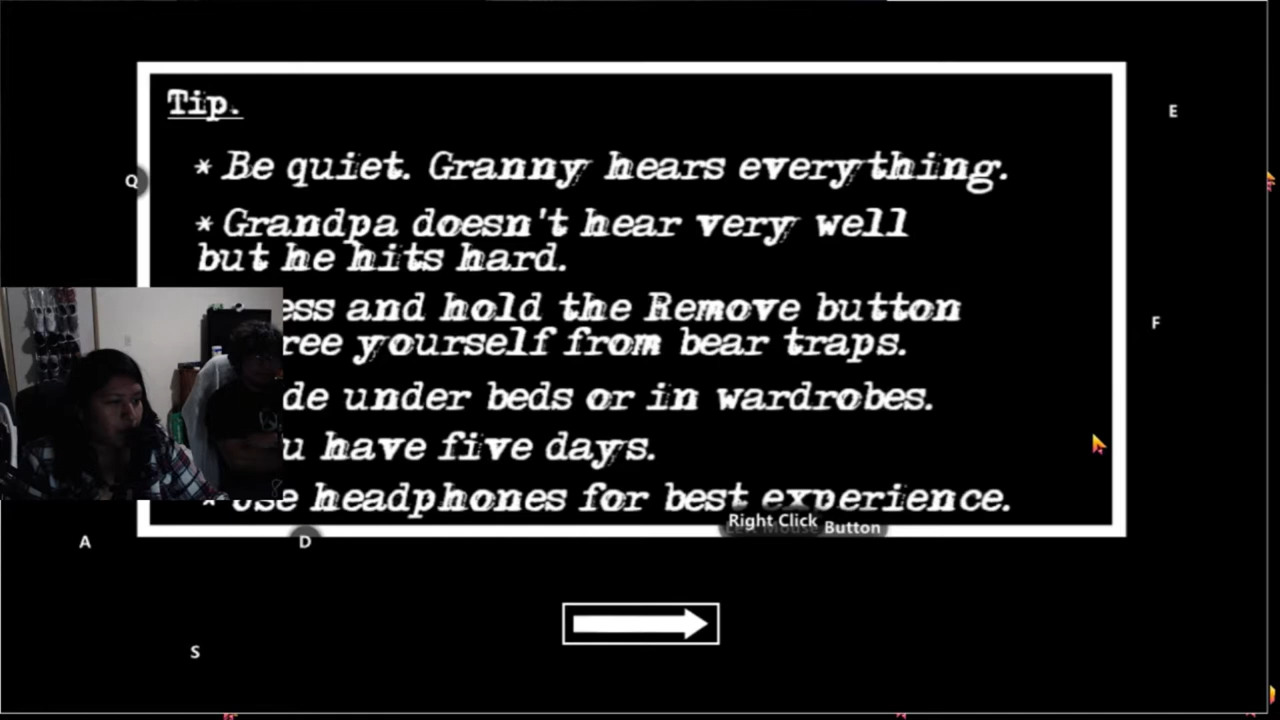 Tip.
E
* Be quiet. Granny hears everything.
Q
* Grandpa doesn't hear very well
but he hits hard.
ess and hold the Remove button
F
ree yourself from bear traps.
de under beds or in wardrobes.
u have five days.
* Use headphones for best experience.
Right Click
Button
A
D
S